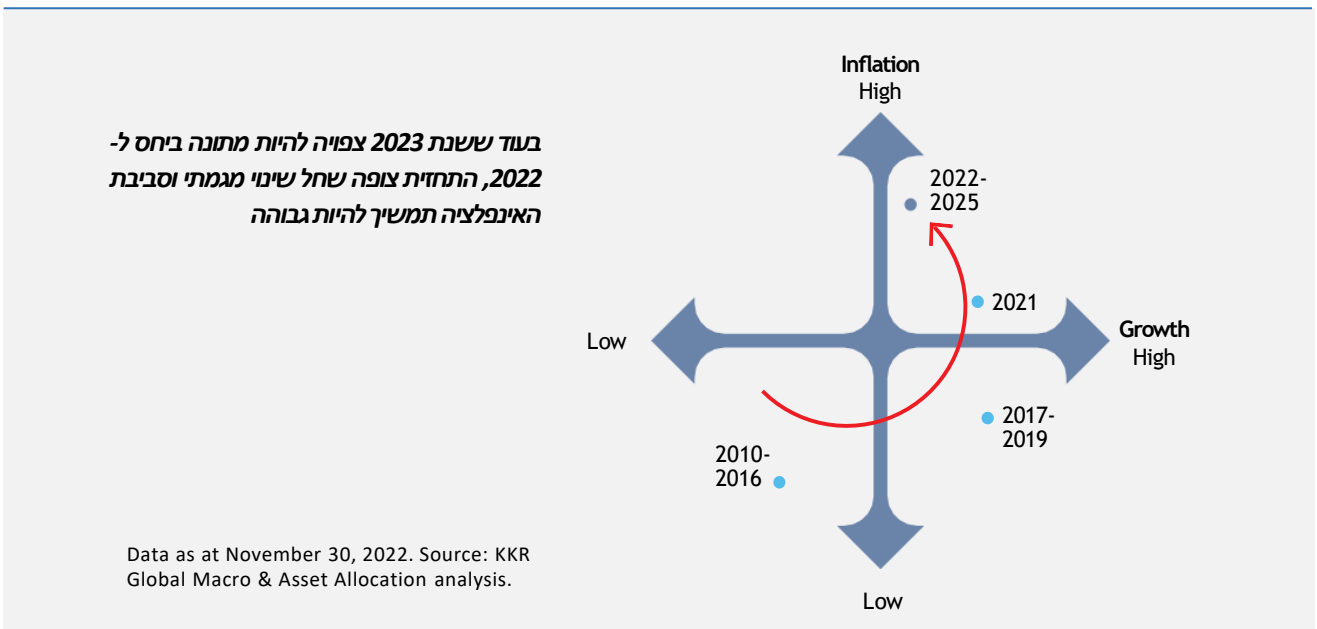 בעוד ששנת 2023 צפויה להיות מתונה ביחס ל-
2022, התחזית צופה שחל שינוי מגמתי וסביבת
האינפלציה תמשיך להיות גבוהה
Inflation
High
2022-
2025
2021
Low
Growth
High
2017-
2019
2010-
2016
Low
Data as at November 30, 2022. Source: KKR
Global Macro & Asset Allocation analysis.